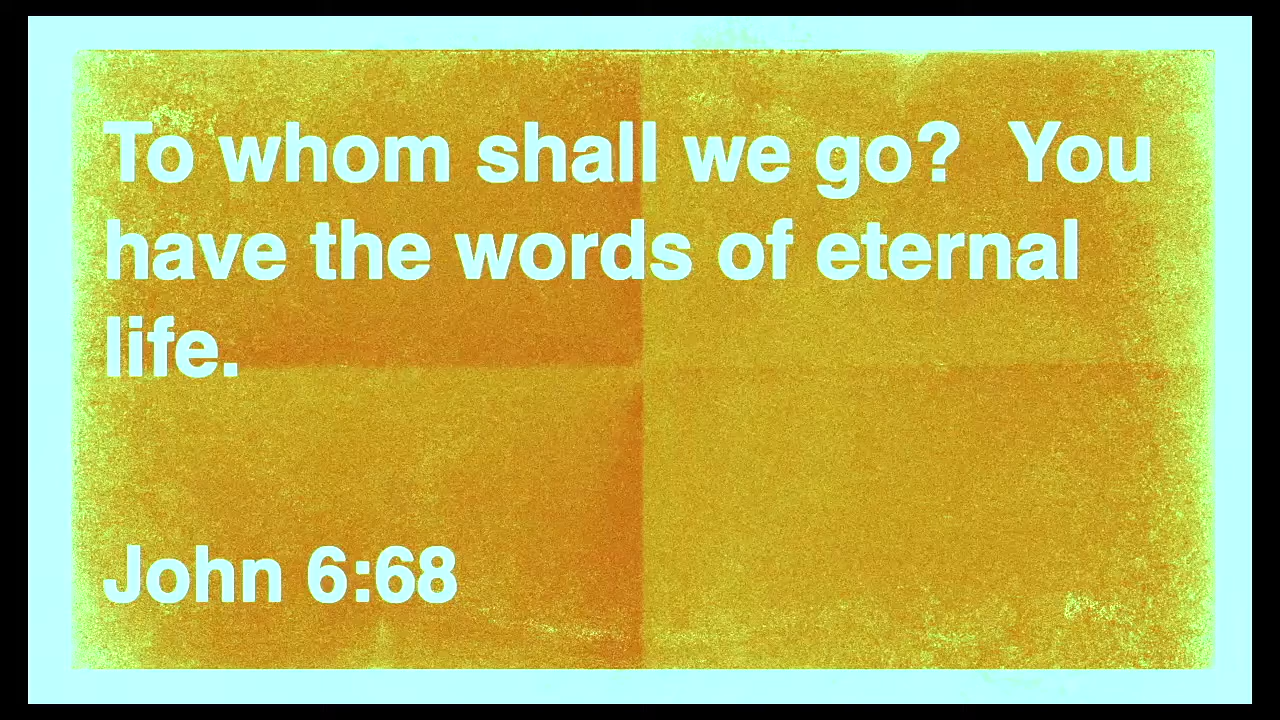 To whom shall we go?  You
have the words of eternal
life.
John 6:68